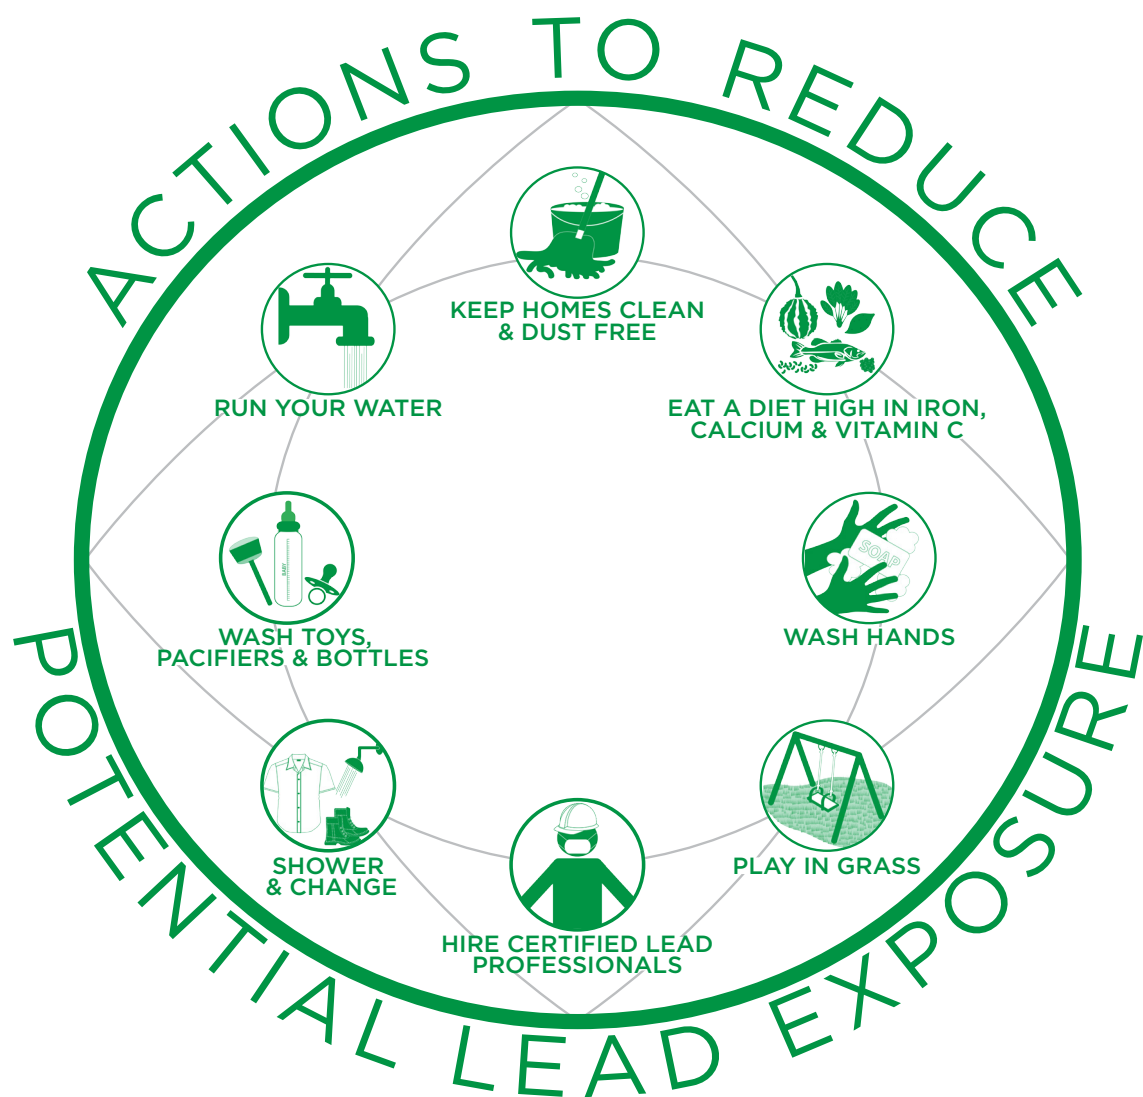 ACTIONS TO REDUCE
POTENTIAL LEAD EXPOSURE
KEEP HOMES CLEAN
& DUST FREE
EAT A DIET HIGH IN IRON,
CALCIUM & VITAMIN C
SOAP
WASH HANDS
PLAY IN GRASS
HIRE CERTIFIED LEAD
PROFESSIONALS
SHOWER
& CHANGE
BABY
WASH TOYS,
PACIFIERS & BOTTLES
RUN YOUR WATER